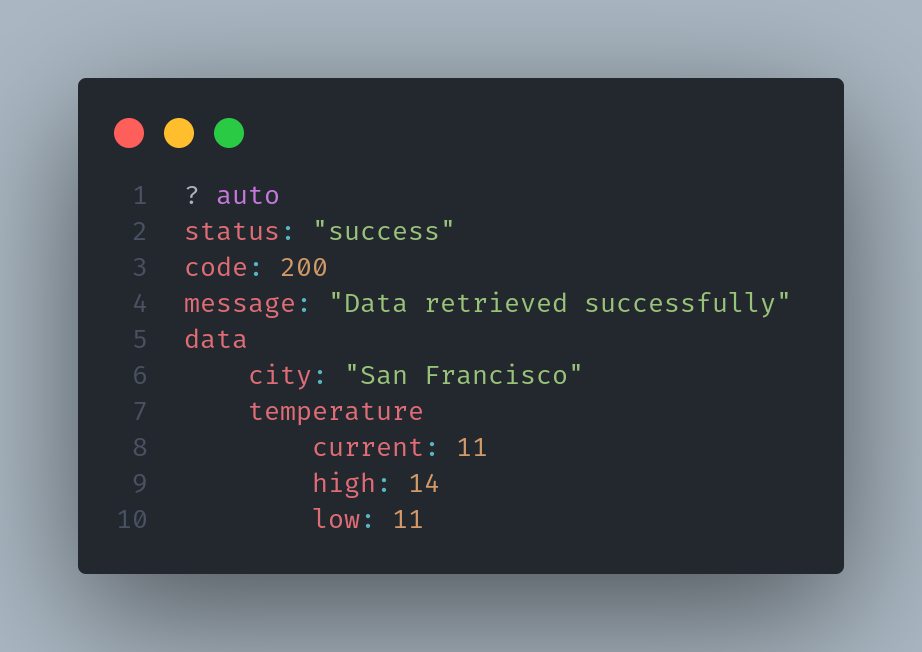 1 ? auto
2 status: "success"
3 code: 200
4 message: "Data retrieved successfully"
5 data
6     city: "San Francisco"
7     temperature
8         current: 11
9         high: 14
10         low: 11